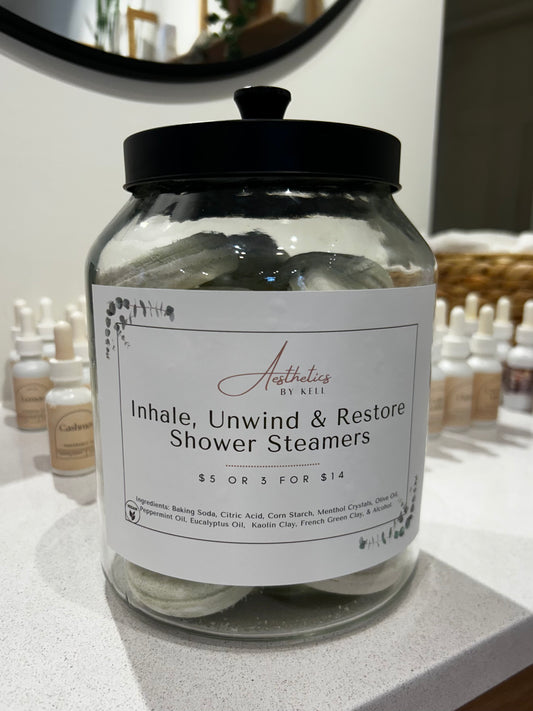 Aesthetics
BY KELL
Inhale, Unwind & Restore
Shower Steamers
$5 OR 3 FOR $14
Ingredients: Baking Soda, Citric Acid, Corn Starch, Menthol Crystals, Olive Oil,
Peppermint Oil, Eucalyptus Oil, Kaolin Clay, French Green Clay, & Alcohol.
VEGAN